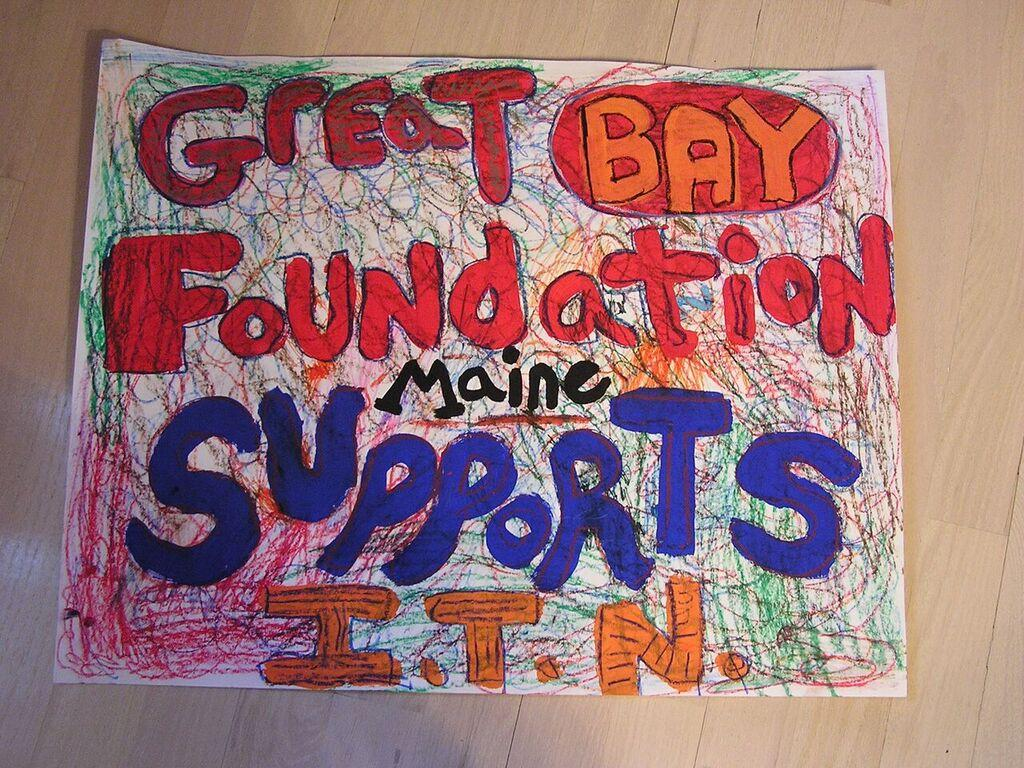 GrEaT BAY
FounDation
Maine
SuppoRTS
I.T.N.